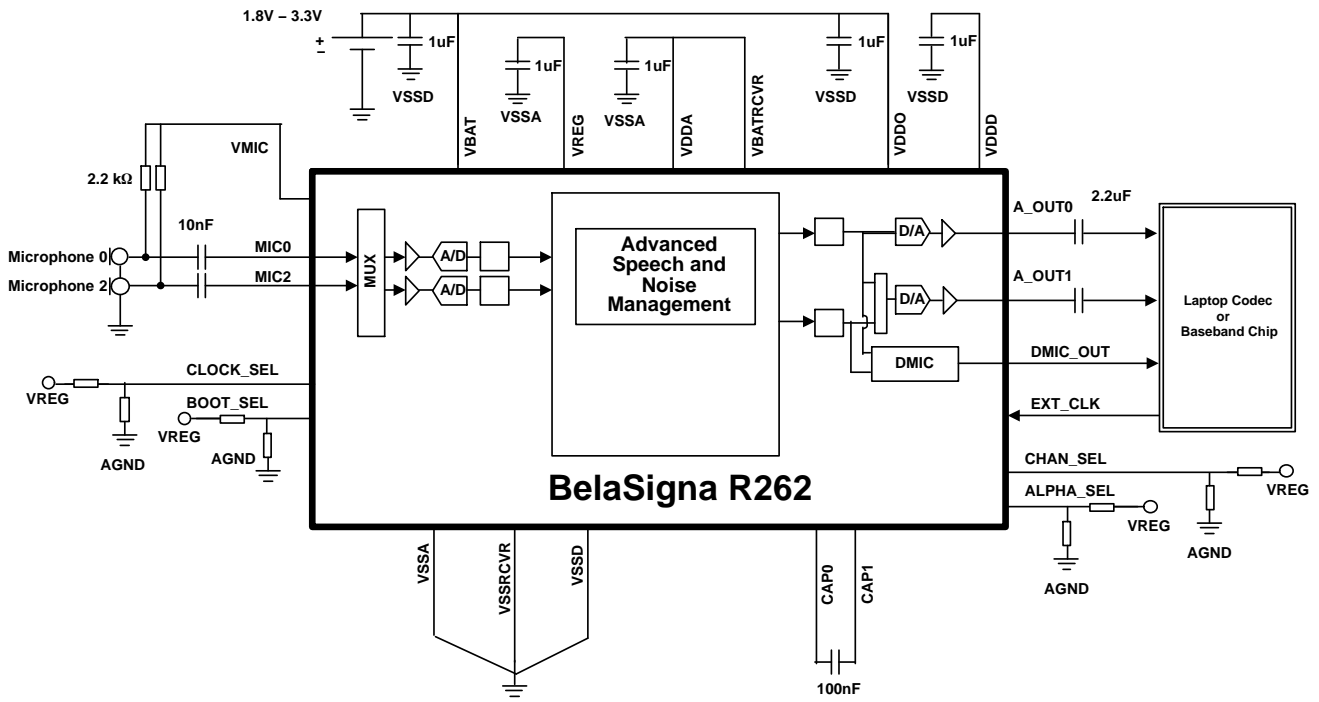 1.8V – 3.3V
+
–
1uF
VSSD
1uF
VSSA
1uF
VSSA
1uF
VSSD
1uF
VSSD
VBAT
VREG
VDDA
VBATRCVR
VDDO
VDDD
VMIC
2.2 kΩ
10nF
Microphone 0
MIC0
Microphone 2
MIC2
MUX
A/D
A/D
Advanced
Speech and
Noise
Management
D/A
D/A
DMIC
A_OUT0
2.2uF
A_OUT1
DMIC_OUT
EXT_CLK
Laptop Codec
or
Baseband Chip
CLOCK_SEL
VREG
BOOT_SEL
VREG
AGND
AGND
BelaSigna R262
CHAN_SEL
VREG
ALPHA_SEL
VREG
AGND
AGND
VSSA
VSSRCVR
VSSD
CAP0
CAP1
100nF